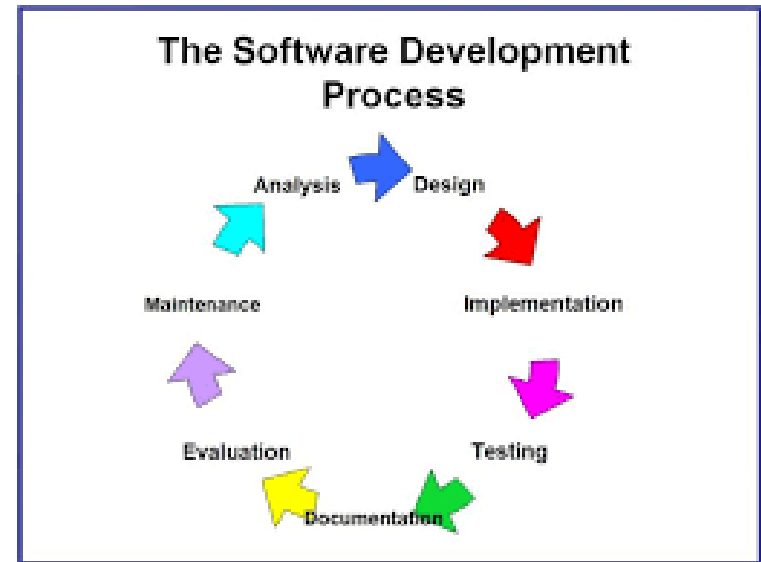 The Software Development
Process
Analysis
Design
Implementation
Testing
Documentation
Evaluation
Maintenance